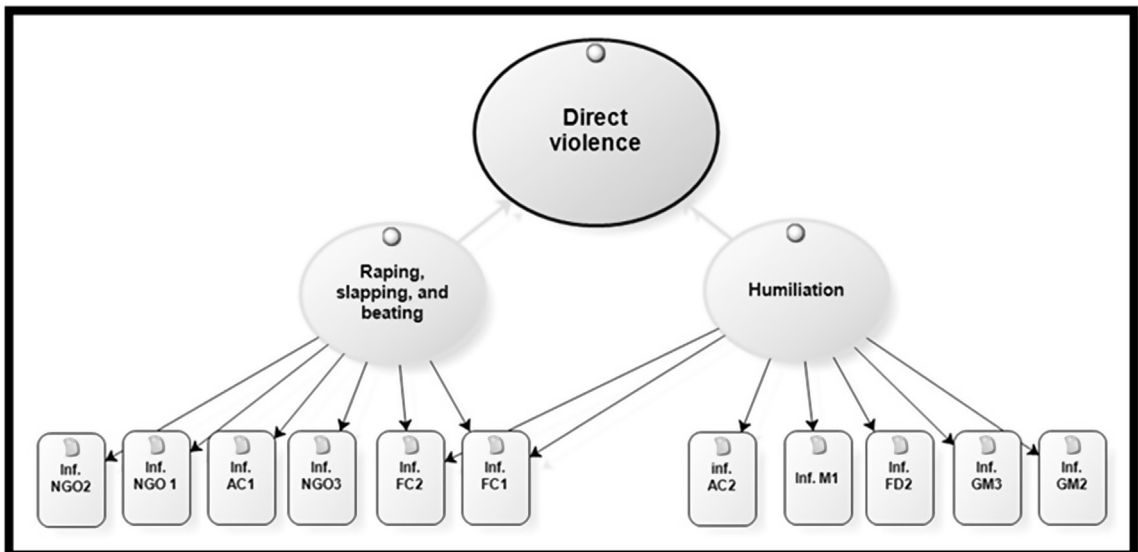 Direct
violence
Raping,
slapping, and
beating
Humiliation
Inf.
NGO2
Inf.
NGO 1
Inf.
AC1
Inf.
NGO3
Inf.
FC2
Inf.
FC1
inf.
AC2
Inf. M1
Inf.
FD2
Inf.
GM3
Inf.
GM2